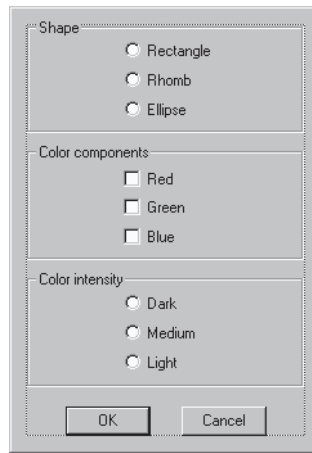 Shape
Rectangle
Rhomb
Ellipse
Color components
Red
Green
Blue
Color intensity
Dark
Medium
Light
OK Cancel